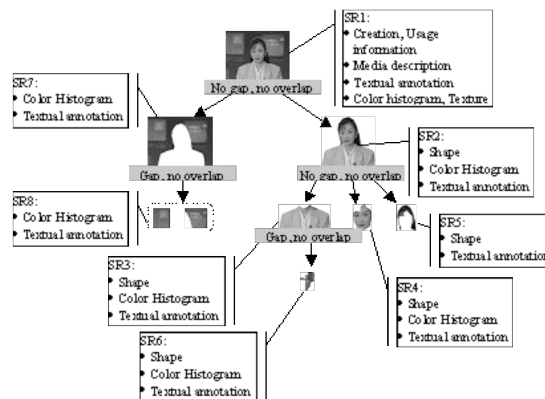 SR1:
• Creation, Usage
information
• Media description
• Textual annotation
• Color histogram, Texture
No gap, no overlap
SR7:
• Color Histogram
• Textual annotation
Gap, no overlap
SR2:
• Shape
• Color Histogram
• Textual annotation
No gap, no overlap
SR8:
• Color Histogram
• Textual annotation
SR5:
• Shape
• Textual annotation
Gap, no overlap
SR3:
• Shape
• Color Histogram
• Textual annotation
SR4:
• Shape
• Color Histogram
• Textual annotation
SR6:
• Shape
• Color Histogram
• Textual annotation